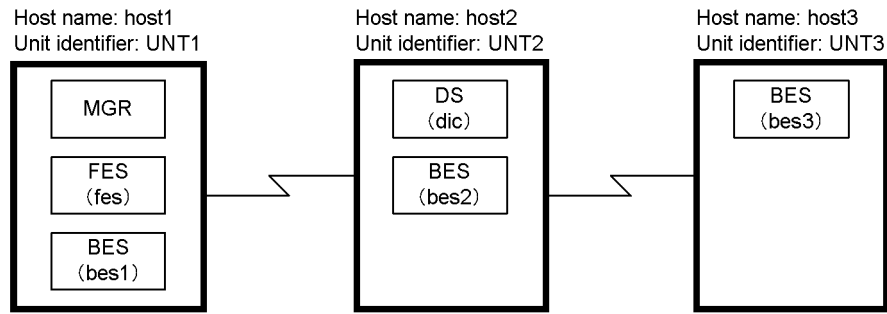 Host name: host1
Unit identifier: UNT1
MGR
FES
(fes)
BES
(bes1)
Host name: host2
Unit identifier: UNT2
DS
(dic)
BES
(bes2)
Host name: host3
Unit identifier: UNT3
BES
(bes3)